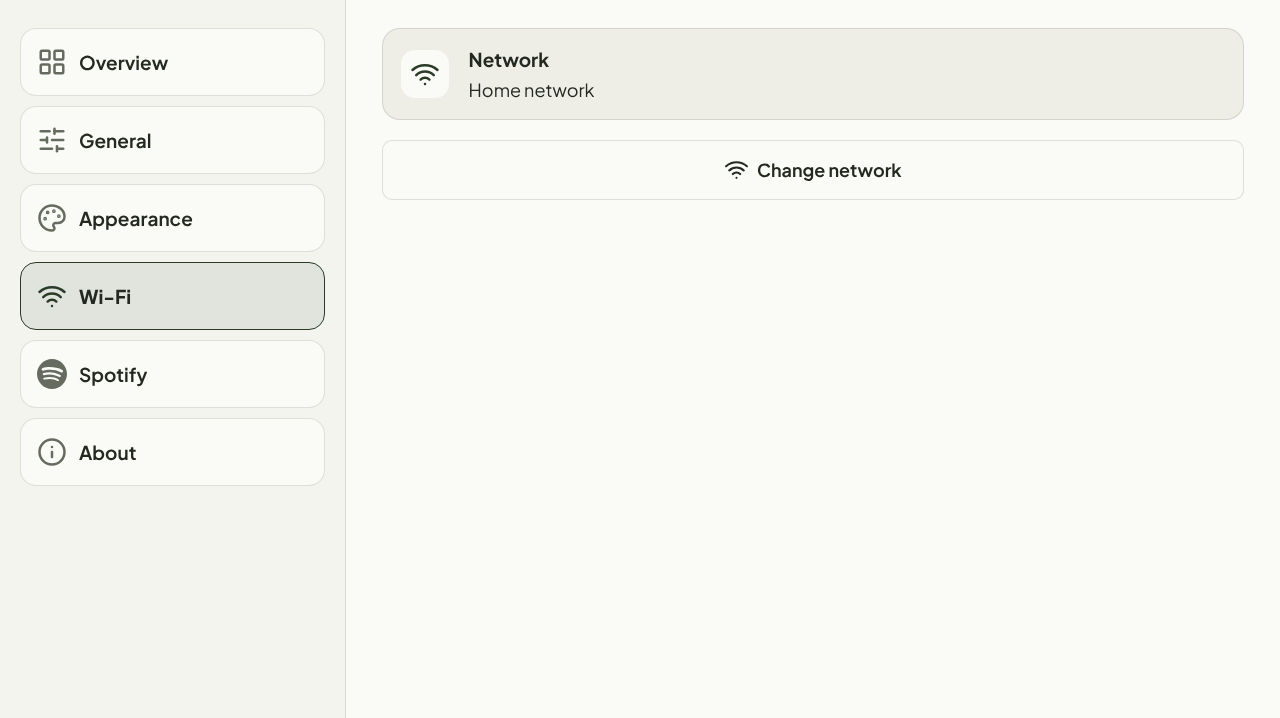 Overview
General
Appearance
Wi-Fi
Spotify
About
Network
Home network
Change network